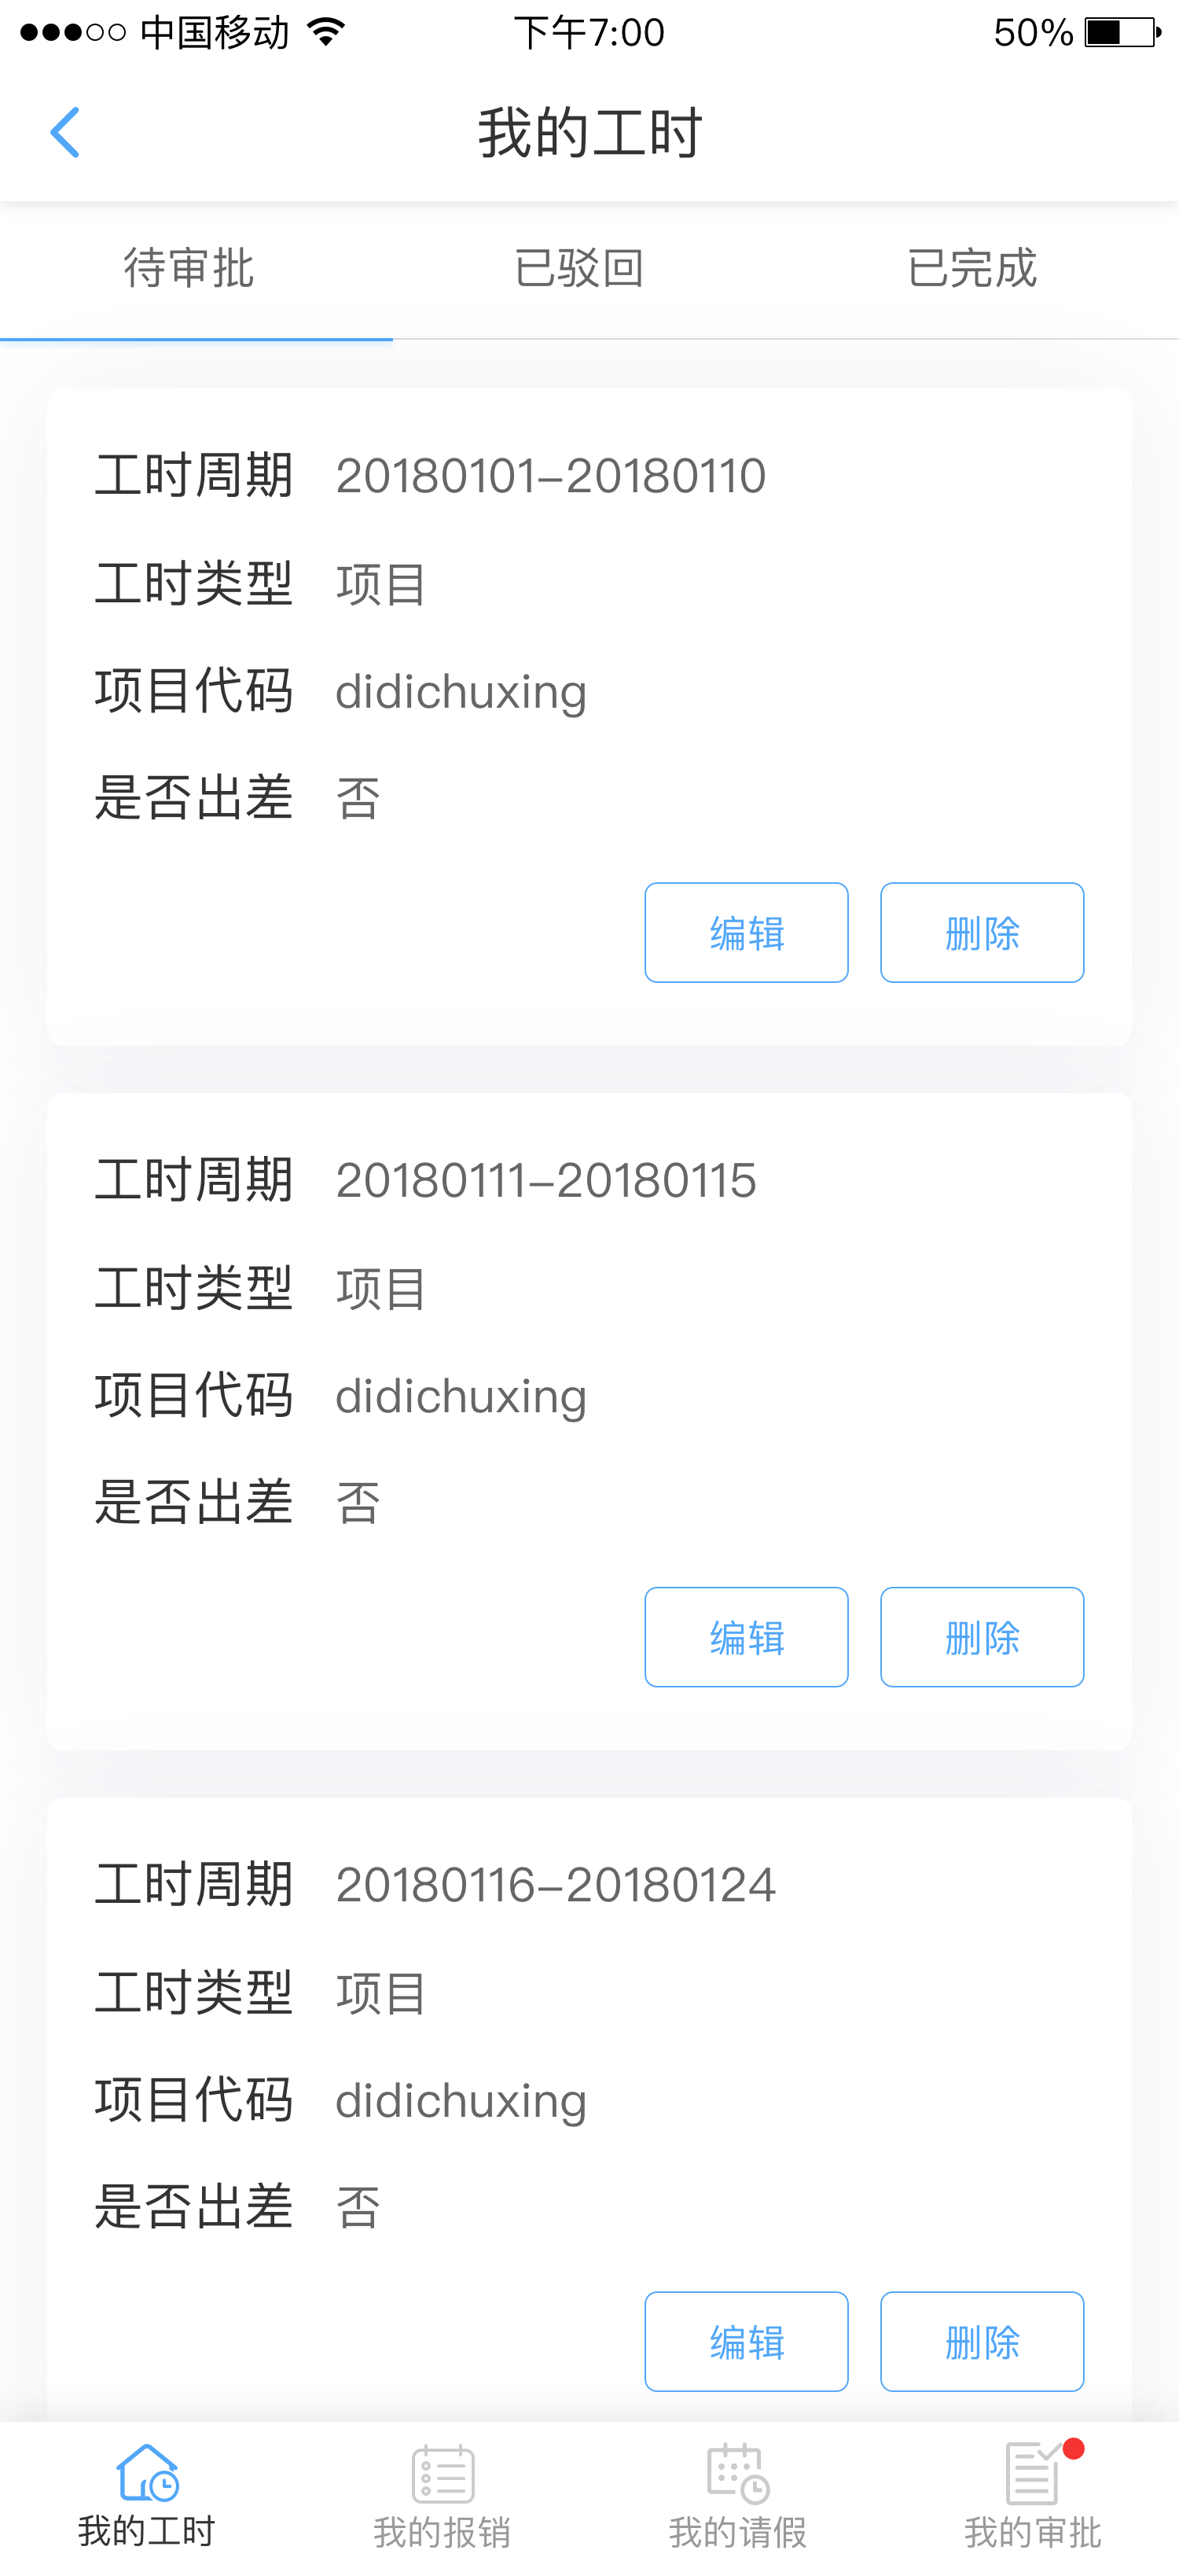 中国移动 下午7:00 50%
我的工时
待审批 已驳回 已完成
工时周期 20180101–20180110
工时类型 项目
项目代码 didichuxing
是否出差 否
编辑 删除
工时周期 20180111–20180115
工时类型 项目
项目代码 didichuxing
是否出差 否
编辑 删除
工时周期 20180116–20180124
工时类型 项目
项目代码 didichuxing
是否出差 否
编辑 删除
我的工时 我的报销 我的请假 我的审批